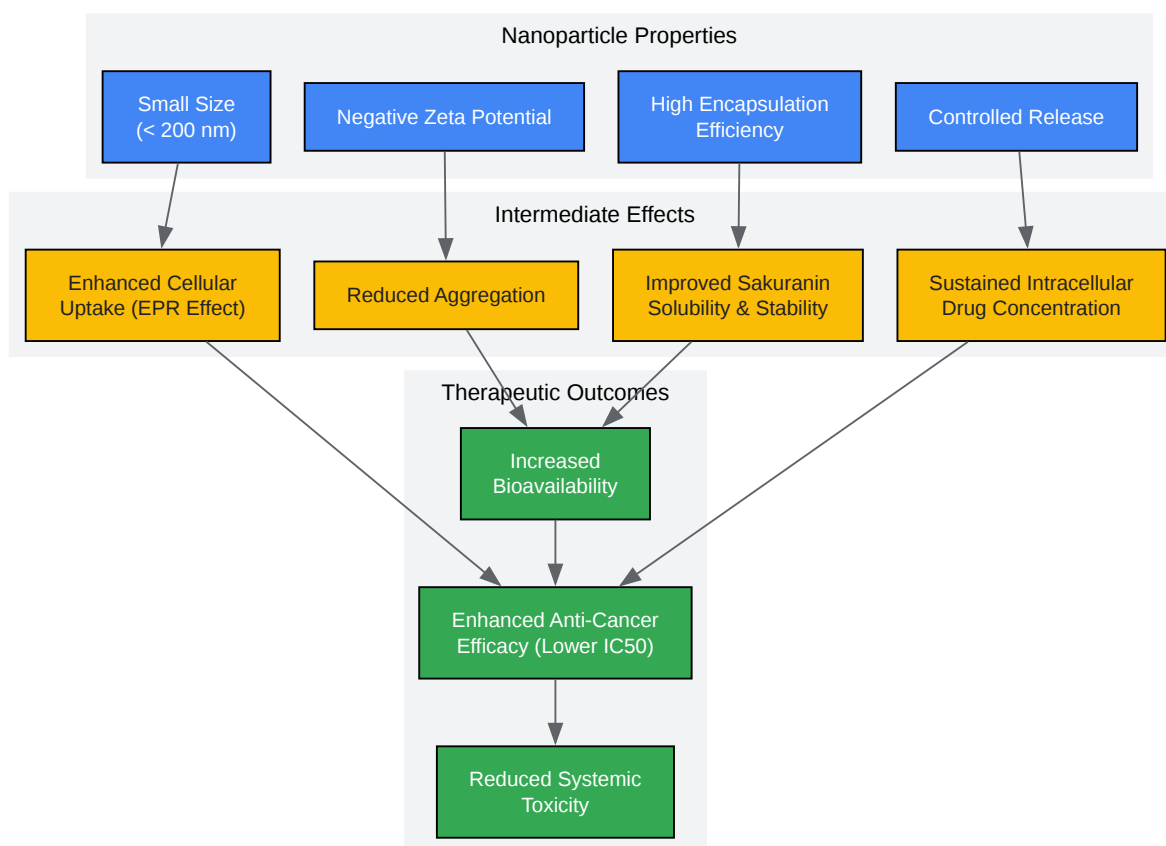 Nanoparticle Properties
Small Size
(< 200 nm)
Negative Zeta Potential
High Encapsulation
Efficiency
Controlled Release
Intermediate Effects
Enhanced Cellular
Uptake (EPR Effect)
Reduced Aggregation
Improved Sakuranin
Solubility & Stability
Sustained Intracellular
Drug Concentration
Therapeutic Outcomes
Increased
Bioavailability
Enhanced Anti-Cancer
Efficacy (Lower IC50)
Reduced Systemic
Toxicity